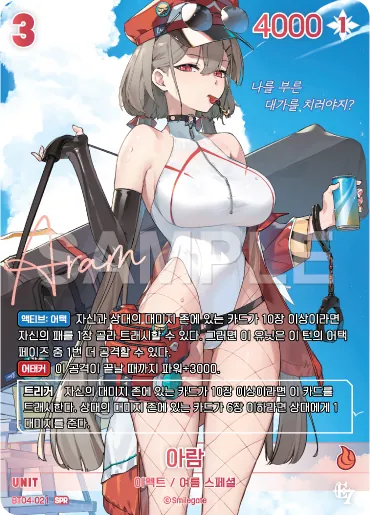 3
4000 1
나를 부른
대가를 치러야지?
Aram
SAMPLE
액티브: 어택 자신과 상대의 대미지 존에 있는 카드가 10장 이상이라면
자신의 패를 1장 골라 트래시할 수 있다. 그러면 이 유닛은 이 턴의 어택
페이즈 중 1번 더 공격할 수 있다.
어태커 이 공격이 끝날 때까지 파워+3000.
트리거 자신의 대미지 존에 있는 카드가 10장 이상이라면 이 카드를
트래시한다. 상대의 대미지 존에 있는 카드가 6장 이하라면 상대에게 1
대미지를 준다.
아람
UNIT
이펙트 / 여름 스페셜
BT04-021 SPR
©Smilegate